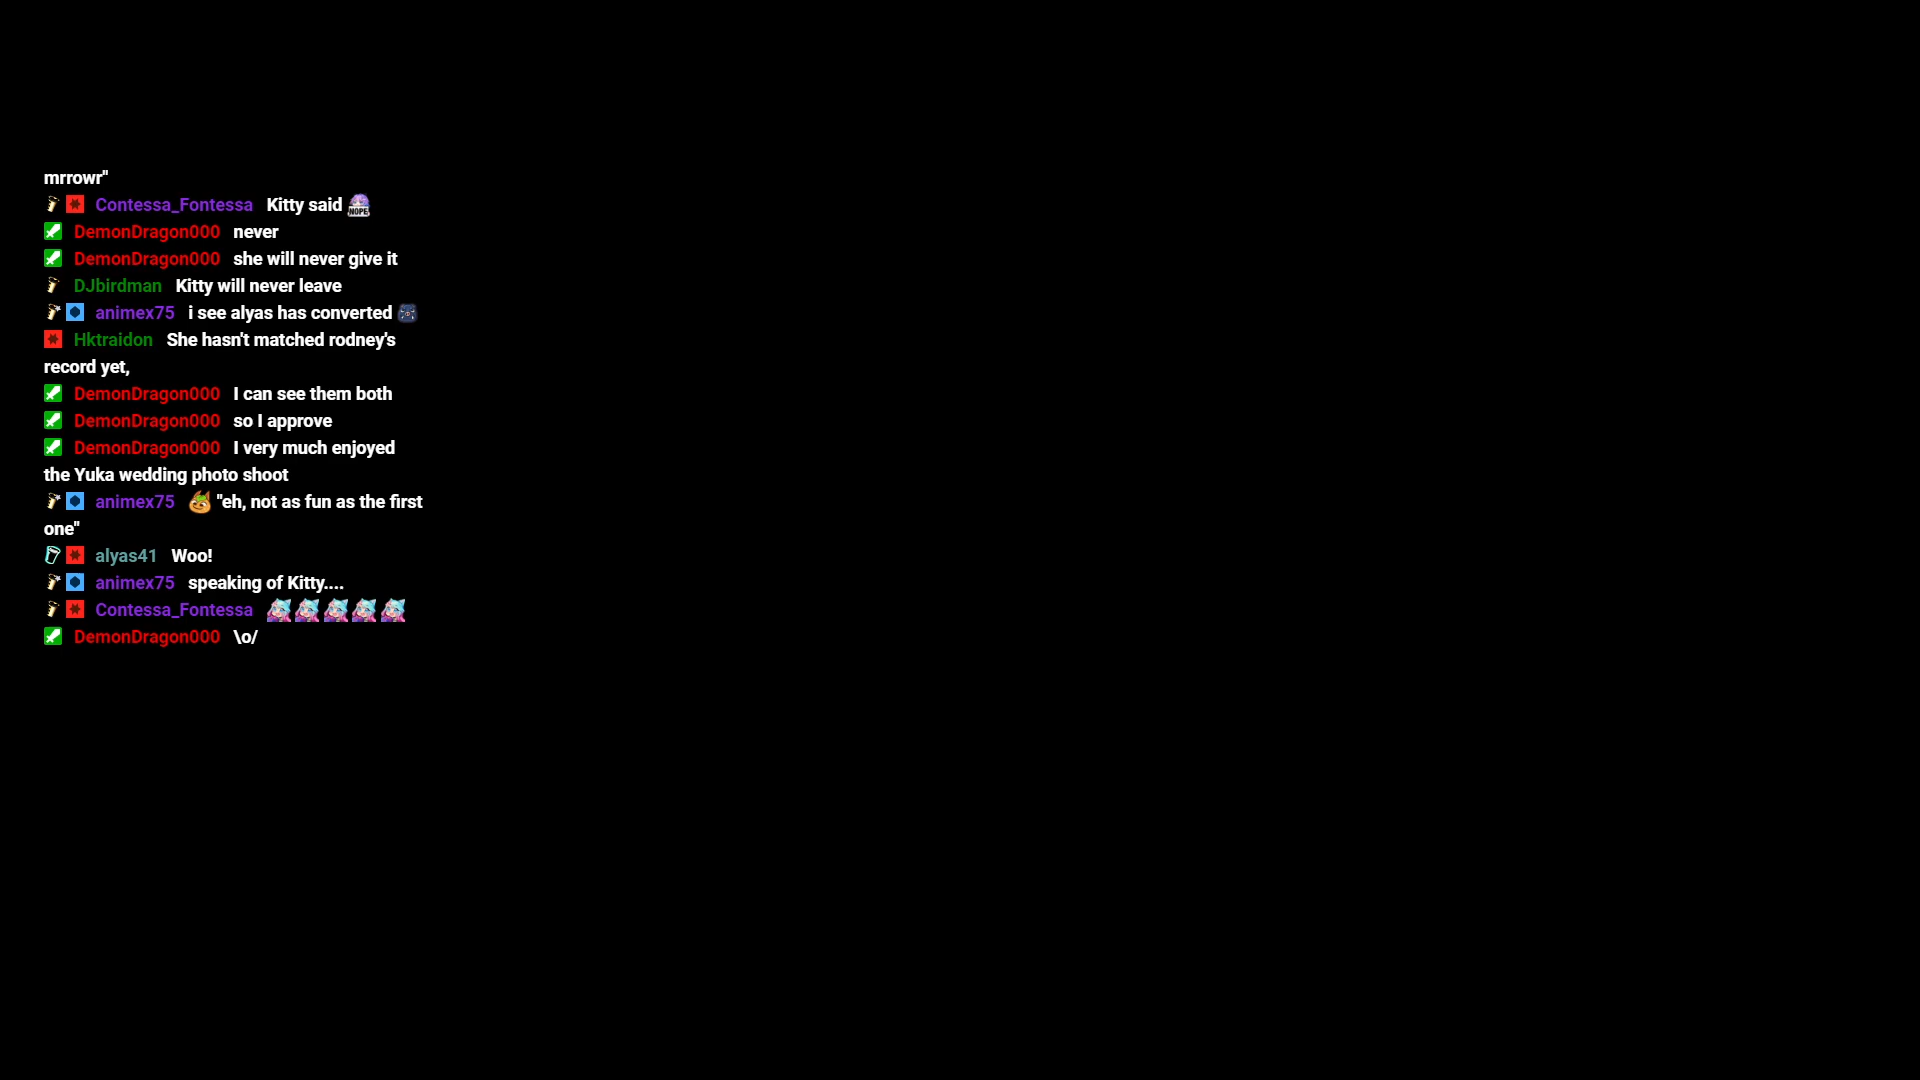 mrrowr"
Contessa_Fontessa Kitty said NOPE
DemonDragon000 never
DemonDragon000 she will never give it
DJbirdman Kitty will never leave
animex75 i see alyas has converted
Hktraidon She hasn't matched rodney's
record yet,
DemonDragon000 I can see them both
DemonDragon000 so I approve
DemonDragon000 I very much enjoyed
the Yuka wedding photo shoot
animex75 "eh, not as fun as the first
one"
alyas41 Woo!
animex75 speaking of Kitty....
Contessa_Fontessa
DemonDragon000 \o/